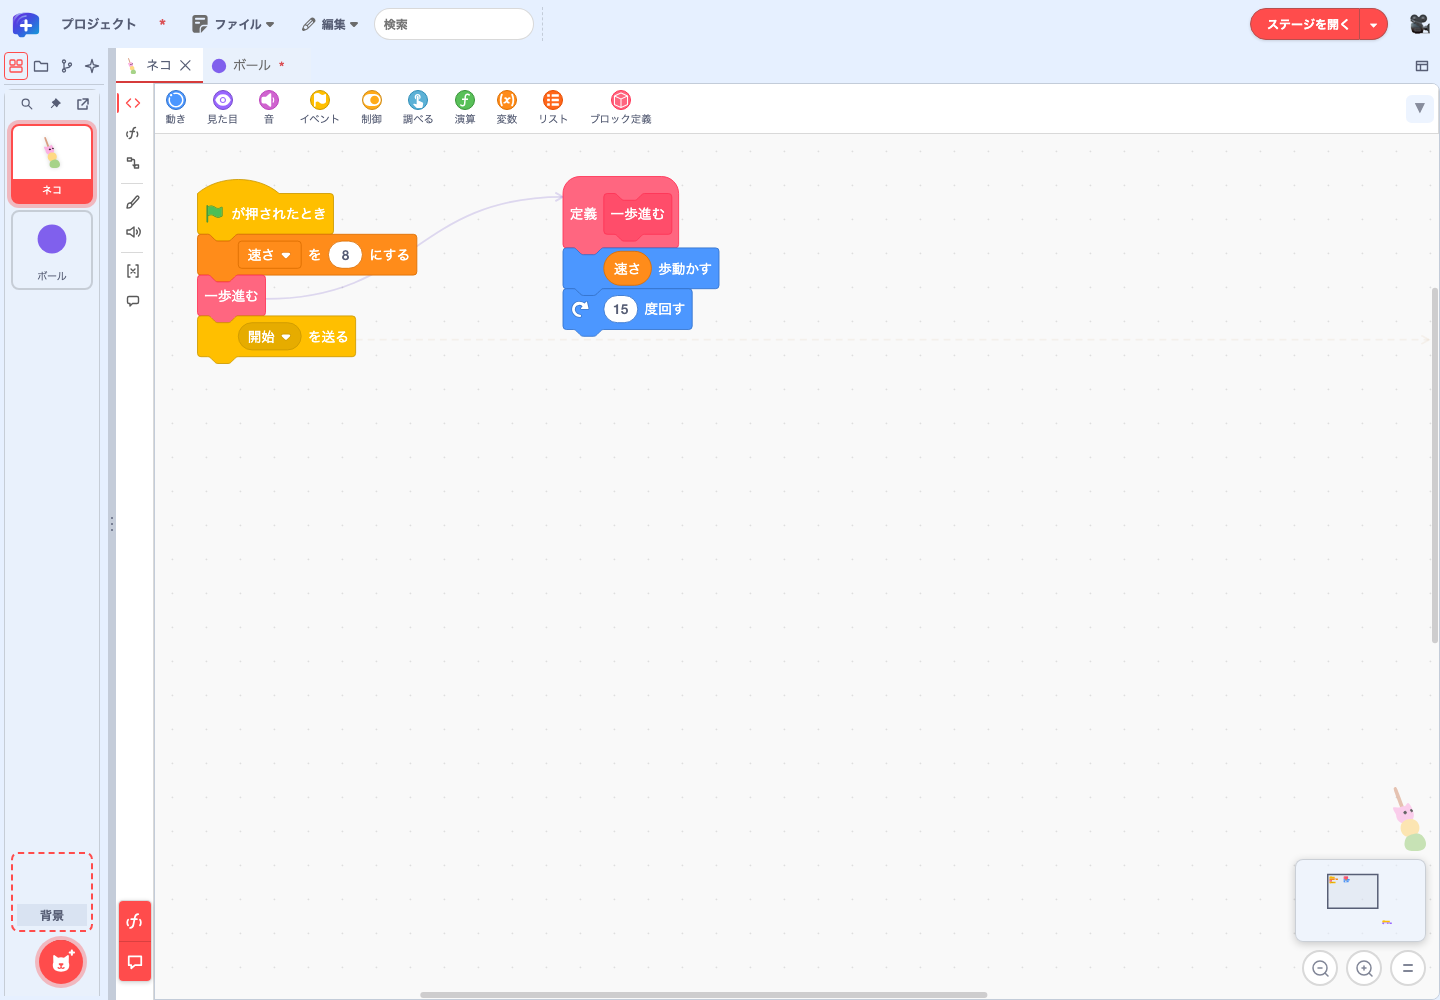 プロジェクト * ファイル 編集 検索 ステージを開く
ネコ ボール *
動き 見た目 音 イベント 制御 調べる 演算 変数 リスト ブロック定義
ネコ
ボール
が押されたとき
速さ を 8 にする
一歩進む
開始 を送る
定義 一歩進む
速さ 歩動かす
15 度回す
背景